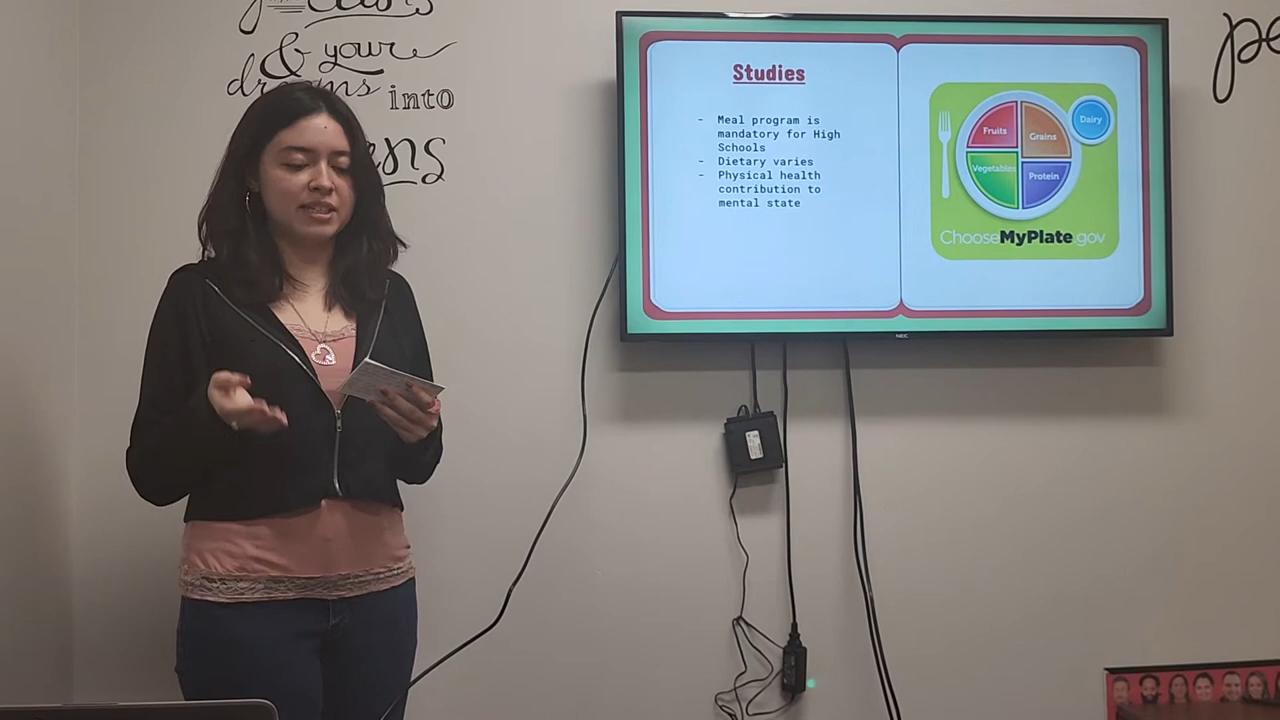 & your
dreams into
Studies
- Meal program is
mandatory for High
Schools
- Dietary varies
- Physical health
contribution to
mental state
Fruits
Grains
Dairy
Vegetables
Protein
ChooseMyPlate.gov
NEC